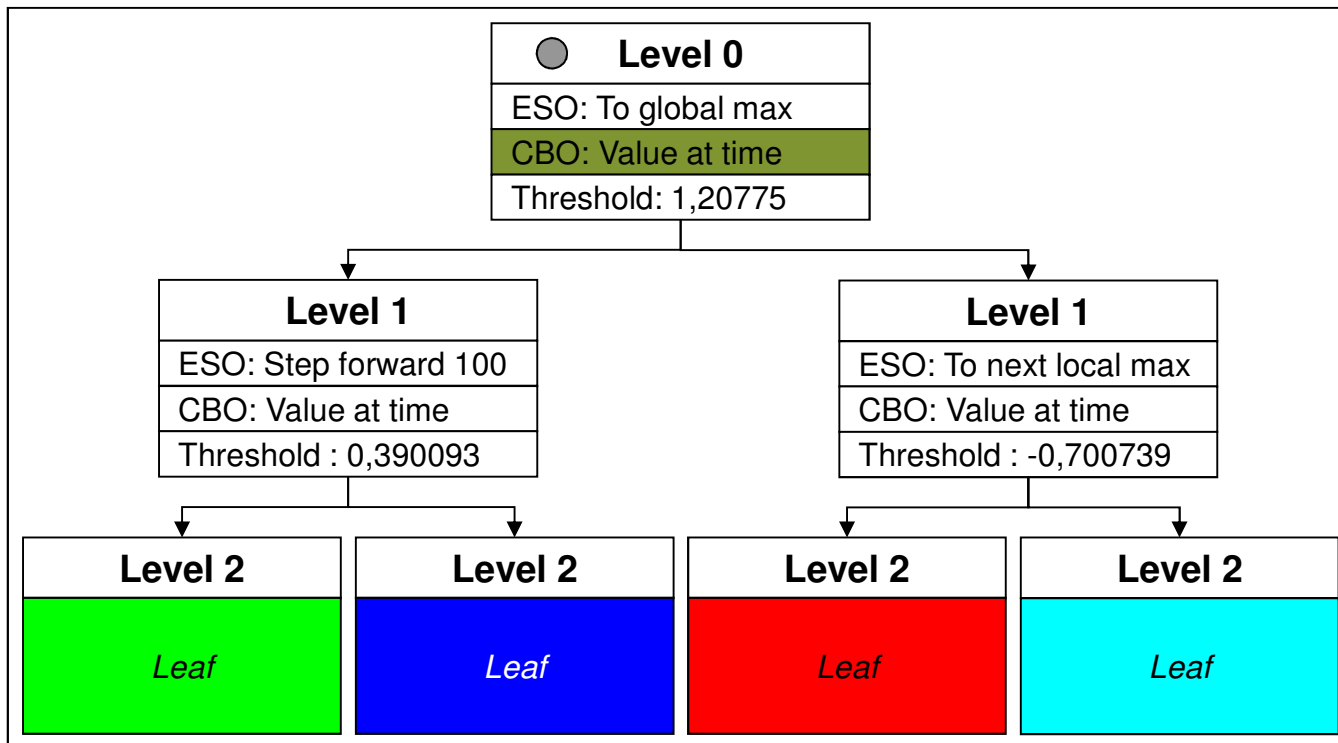 Level 0
ESO: To global max
CBO: Value at time
Threshold: 1,20775
Level 1
ESO: Step forward 100
CBO: Value at time
Threshold : 0,390093
Level 1
ESO: To next local max
CBO: Value at time
Threshold : -0,700739
Level 2
Leaf
Level 2
Leaf
Level 2
Leaf
Level 2
Leaf